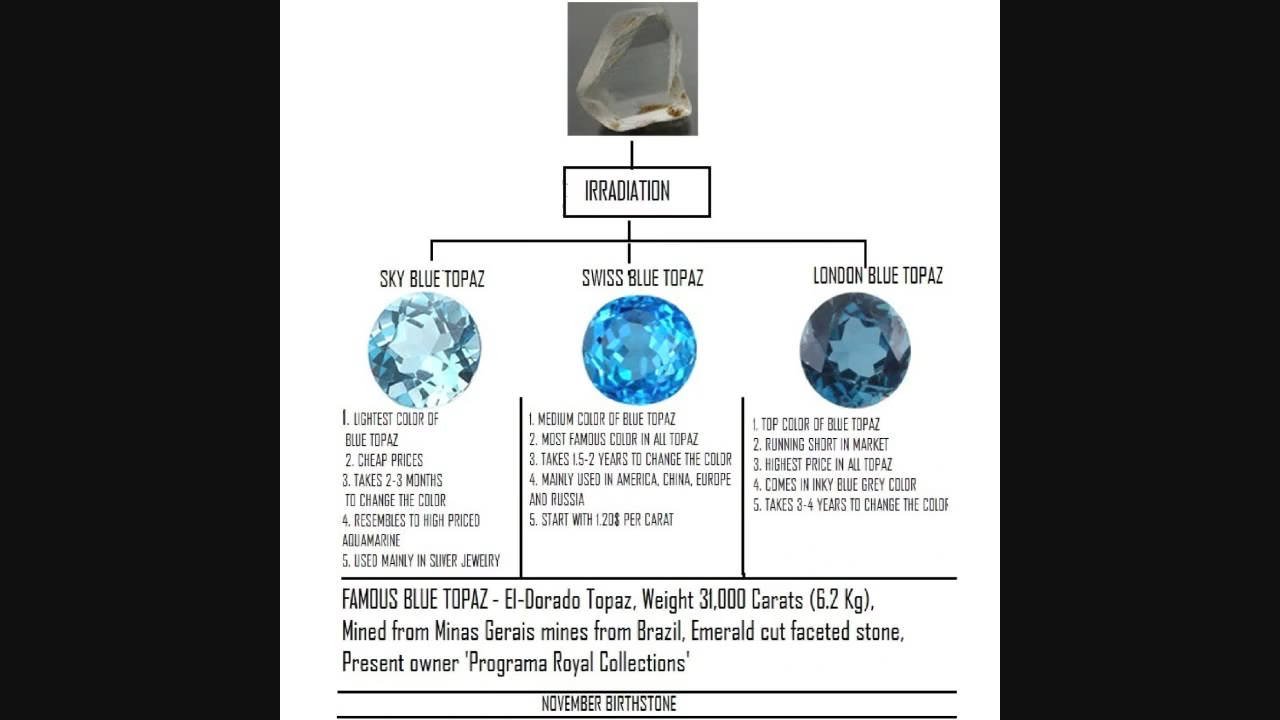 IRRADIATION
SKY BLUE TOPAZ
SWISS BLUE TOPAZ
LONDON BLUE TOPAZ
1. LIGHTEST COLOR OF
BLUE TOPAZ
2. CHEAP PRICES
3. TAKES 2-3 MONTHS
TO CHANGE THE COLOR
4. RESEMBLES TO HIGH PRICED
AQUAMARINE
5. USED MAINLY IN SLIVER JEWELRY
1. MEDIUM COLOR OF BLUE TOPAZ
2. MOST FAMOUS COLOR IN ALL TOPAZ
3. TAKES 1.5-2 YEARS TO CHANGE THE COLOR
4. MAINLY USED IN AMERICA, CHINA, EUROPE
AND RUSSIA
5. START WITH 1.20$ PER CARAT
1. TOP COLOR OF BLUE TOPAZ
2. RUNNING SHORT IN MARKET
3. HIGHEST PRICE IN ALL TOPAZ
4. COMES IN INKY BLUE GREY COLOR
5. TAKES 3-4 YEARS TO CHANGE THE COLOR
FAMOUS BLUE TOPAZ - El-Dorado Topaz, Weight 31,000 Carats (6.2 Kg),
Mined from Minas Gerais mines from Brazil, Emerald cut faceted stone,
Present owner 'Programa Royal Collections'
NOVEMBER BIRTHSTONE